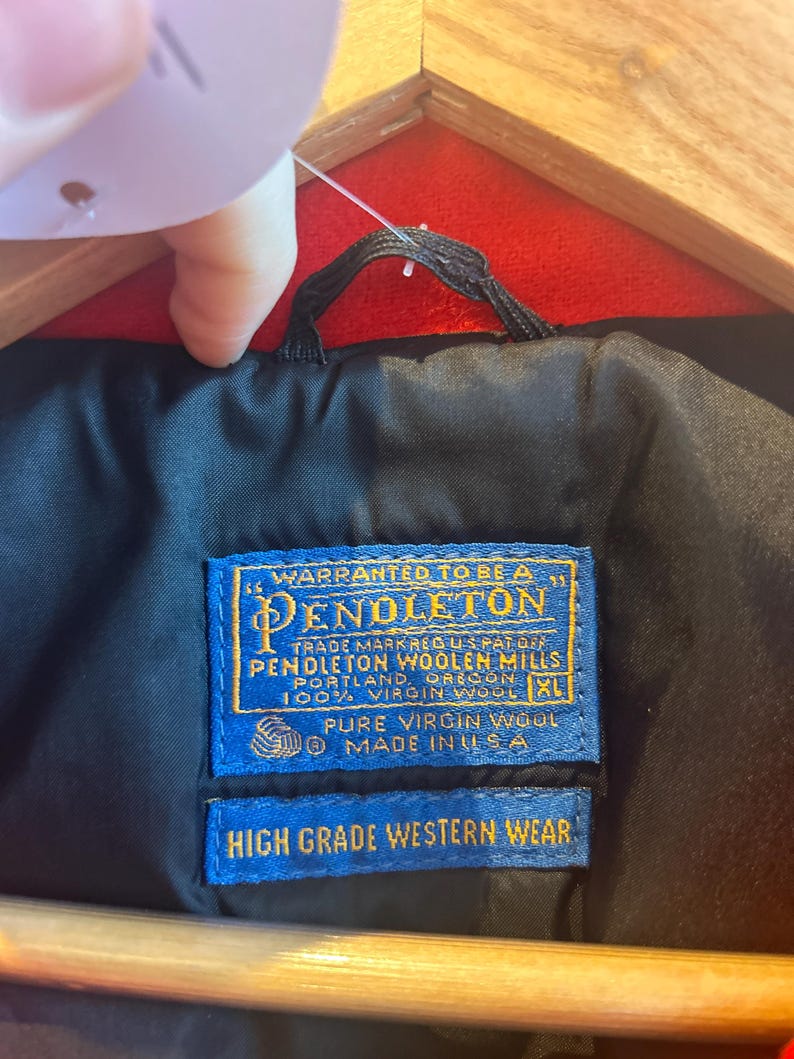 WARRANTED TO BE A
"PENDLETON"
TRADE MARK REG U.S. PAT. OFF.
PENDLETON WOOLEN MILLS
PORTLAND, OREGON
100% VIRGIN WOOL XL
® PURE VIRGIN WOOL
MADE IN U S A
HIGH GRADE WESTERN WEAR